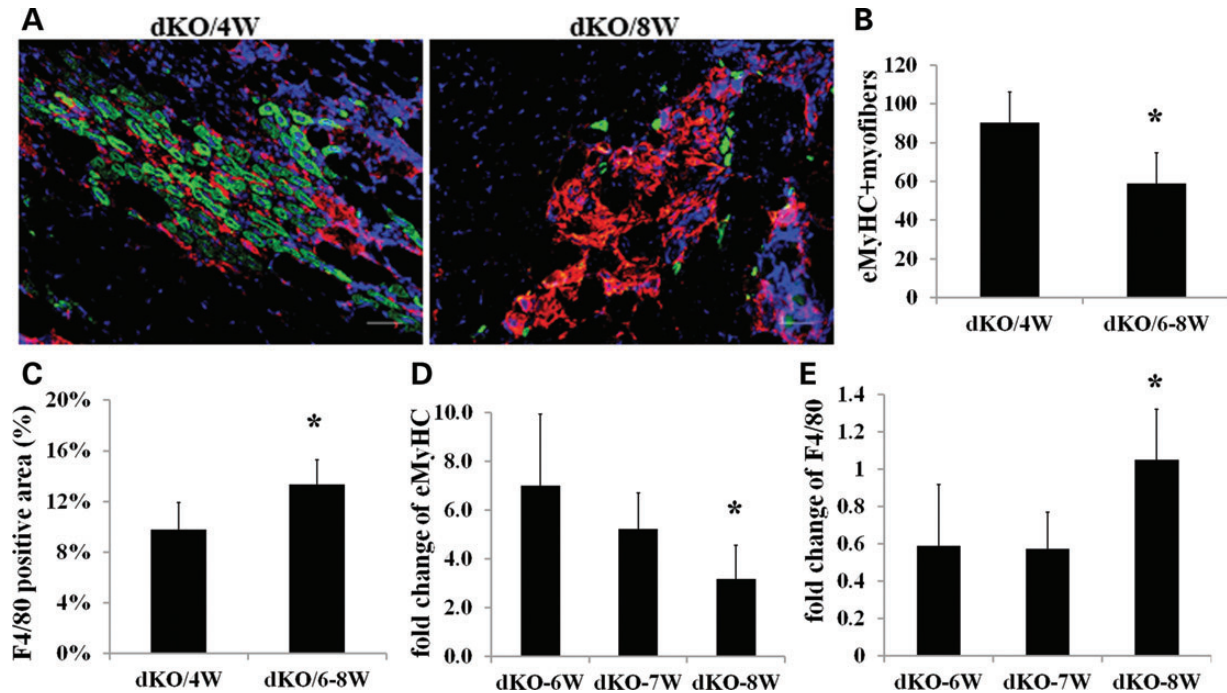 A
dKO/4W
dKO/8W
B
eMyHC+myofibers
120
100
80
60
40
20
0
*
dKO/4W
dKO/6-8W
C
F4/80 positive area (%)
20%
16%
12%
8%
4%
0%
*
dKO/4W
dKO/6-8W
D
fold change of eMyHC
10.0
8.0
6.0
4.0
2.0
0.0
*
dKO-6W
dKO-7W
dKO-8W
E
fold change of F4/80
1.4
1.2
1
0.8
0.6
0.4
0.2
0
*
dKO-6W
dKO-7W
dKO-8W